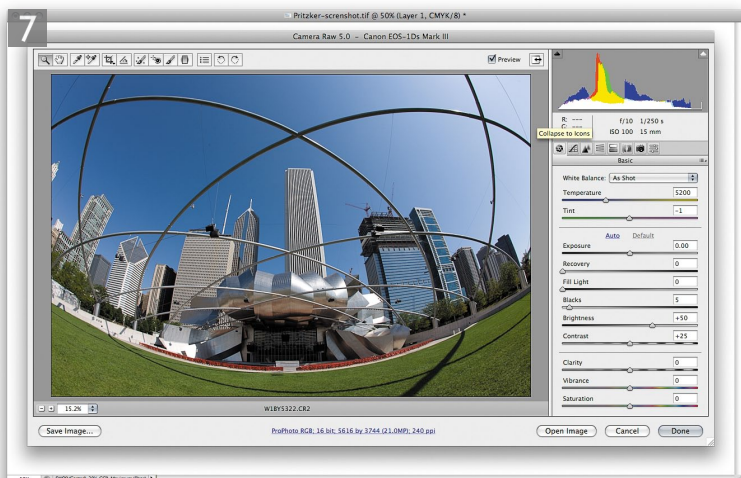 7
Pritzker-screnshot.tif @ 50% (Layer 1, CMYK/8) *
Camera Raw 5.0 – Canon EOS-1Ds Mark III
Preview
R: ---
G: ---
f/10 1/250 s
ISO 100 15 mm
Collapse to Icons
Basic
White Balance: As Shot
Temperature 5200
Tint -1
Auto Default
Exposure 0.00
Recovery 0
Fill Light 0
Blacks 5
Brightness +50
Contrast +25
Clarity 0
Vibrance 0
Saturation 0
15.2%
W1BY5322.CR2
Save Image...
ProPhoto RGB; 16 bit; 5616 by 3744 (21.0MP); 240 ppi
Open Image Cancel Done